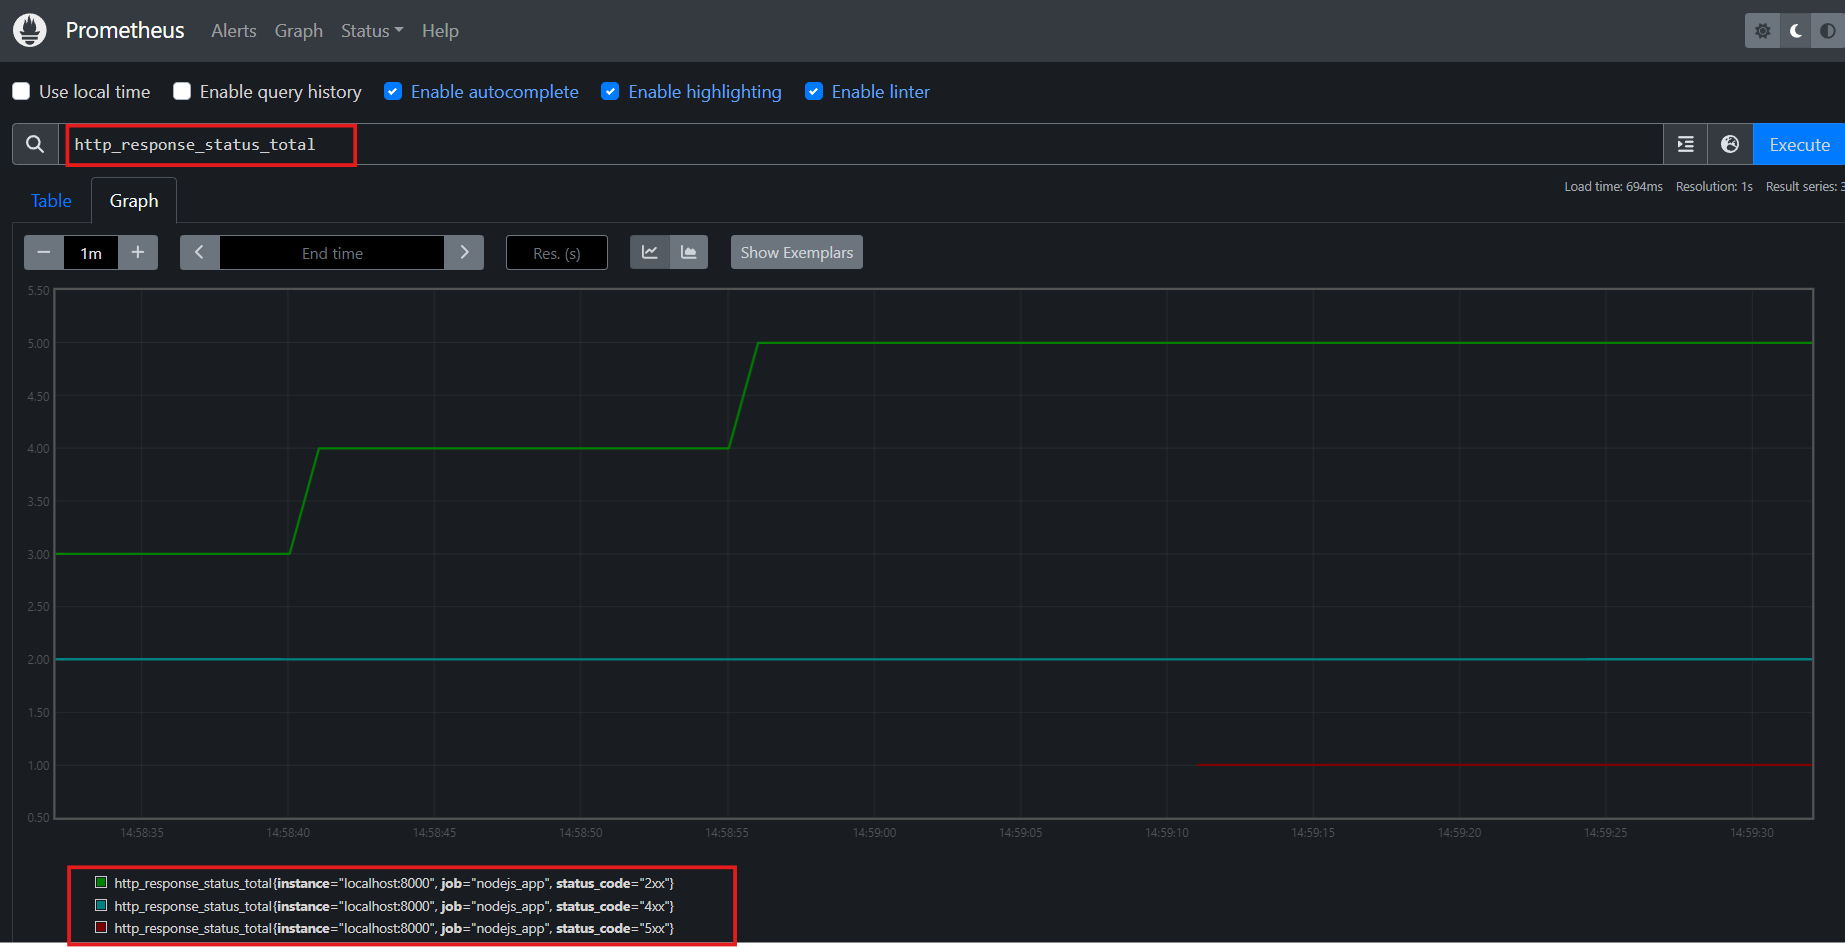 Prometheus Alerts Graph Status Help
Use local time Enable query history Enable autocomplete Enable highlighting Enable linter
http_response_status_total Execute
Load time: 694ms Resolution: 1s Result series: 3
Table Graph
− 1m + End time Res. (s) Show Exemplars
5.50
5.00
4.50
4.00
3.50
3.00
2.50
2.00
1.50
1.00
0.50
14:58:35 14:58:40 14:58:45 14:58:50 14:58:55 14:59:00 14:59:05 14:59:10 14:59:15 14:59:20 14:59:25 14:59:30
http_response_status_total{instance="localhost:8000", job="nodejs_app", status_code="2xx"}
http_response_status_total{instance="localhost:8000", job="nodejs_app", status_code="4xx"}
http_response_status_total{instance="localhost:8000", job="nodejs_app", status_code="5xx"}